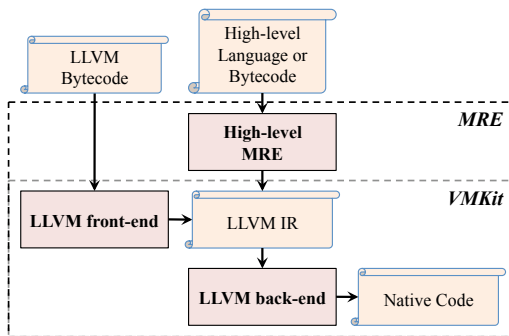 LLVM
Bytecode
High-level
Language or
Bytecode
MRE
High-level
MRE
VMKit
LLVM front-end
LLVM IR
LLVM back-end
Native Code